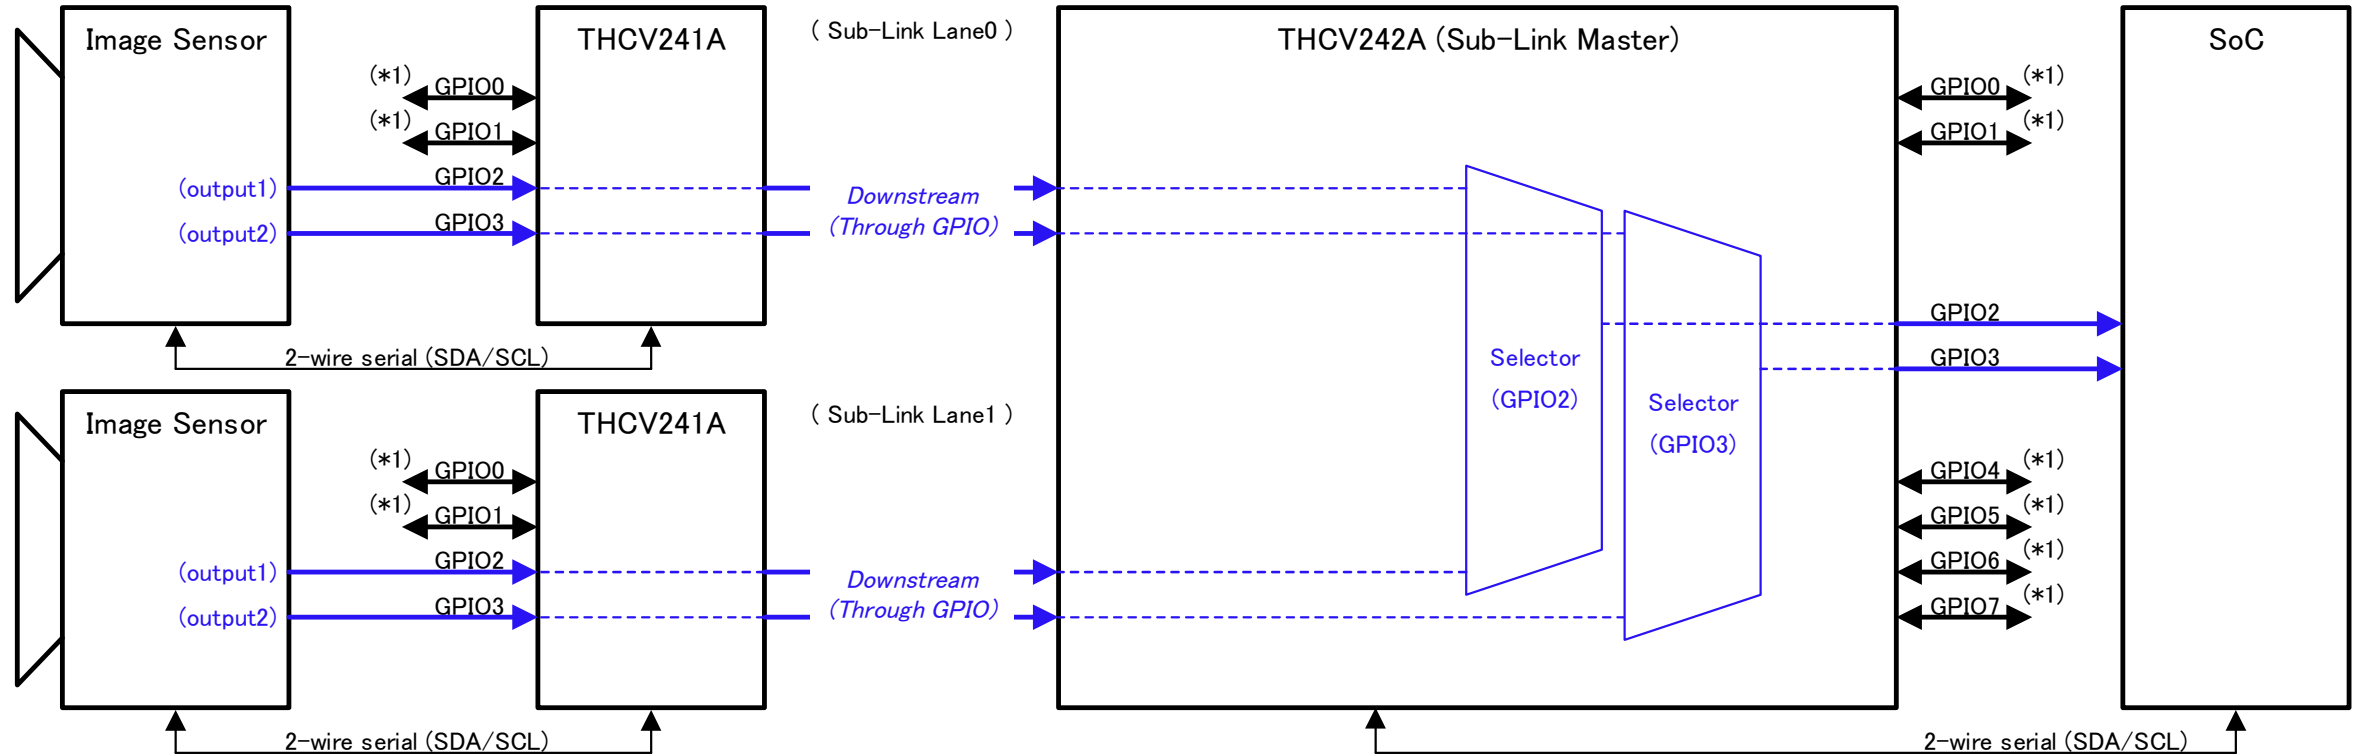 Image Sensor
THCV241A
( Sub-Link Lane0 )
THCV242A (Sub-Link Master)
SoC
(*1)
GPIO0
(*1)
GPIO1
(output1)
GPIO2
(output2)
GPIO3
Downstream
(Through GPIO)
GPIO0
(*1)
GPIO1
(*1)
GPIO2
GPIO3
Selector
(GPIO2)
Selector
(GPIO3)
2-wire serial (SDA/SCL)
Image Sensor
THCV241A
( Sub-Link Lane1 )
(*1)
GPIO0
(*1)
GPIO1
(output1)
GPIO2
(output2)
GPIO3
Downstream
(Through GPIO)
GPIO4
(*1)
GPIO5
(*1)
GPIO6
(*1)
GPIO7
(*1)
2-wire serial (SDA/SCL)
2-wire serial (SDA/SCL)